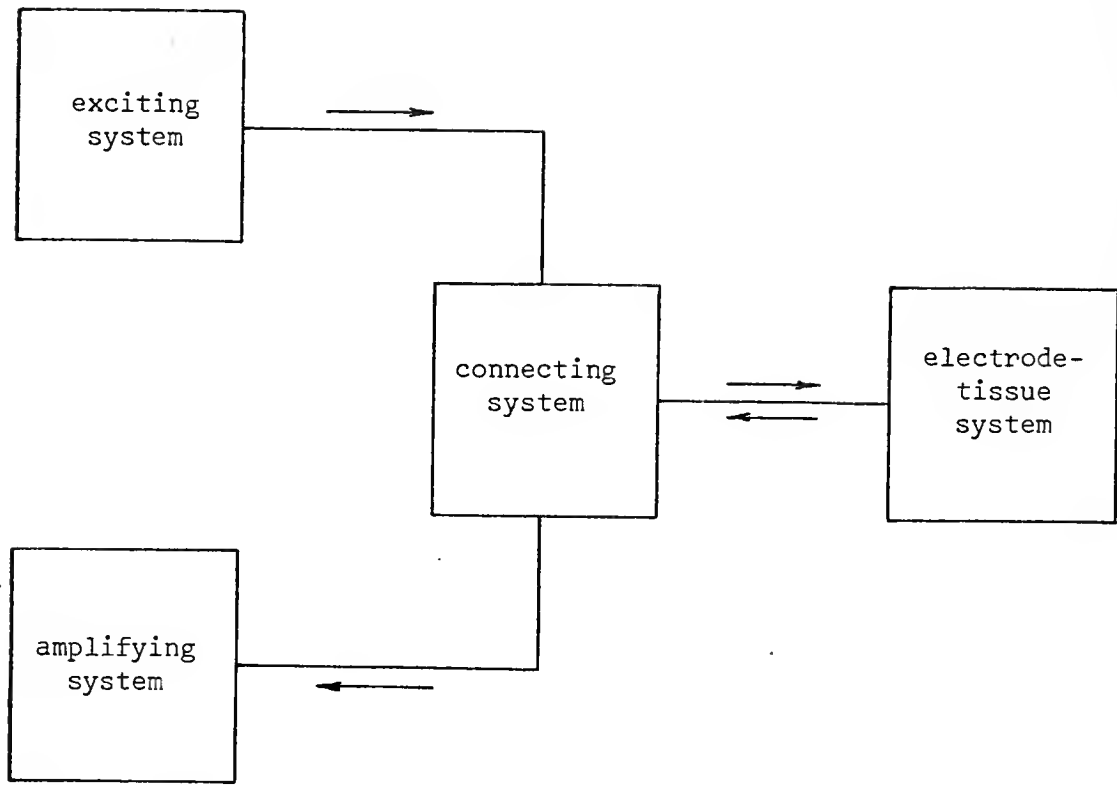 exciting
system
connecting
system
electrode-
tissue
system
amplifying
system